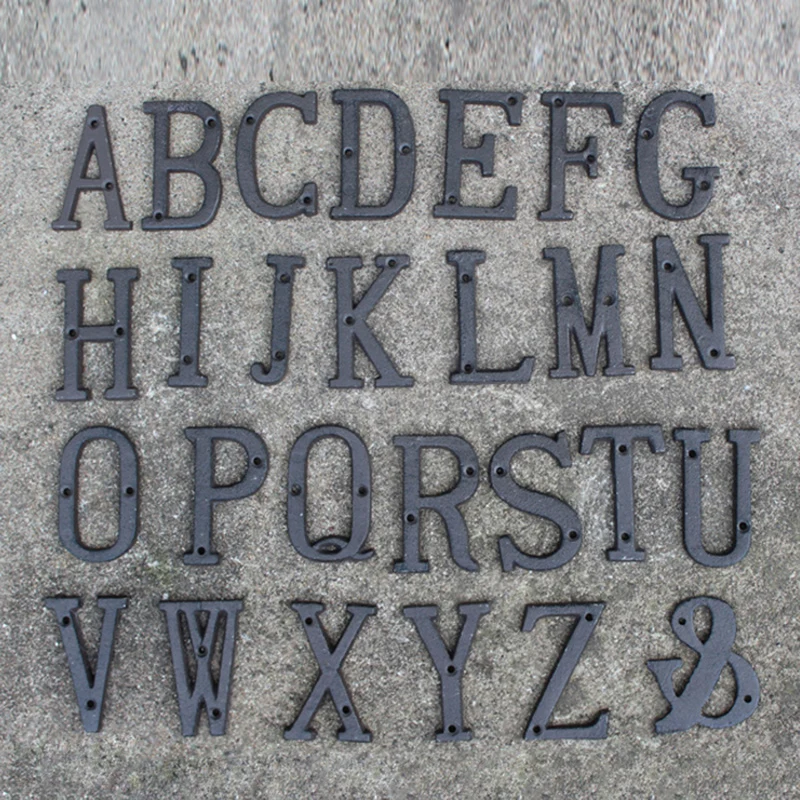 ABCDEFG
HIJKLMN
OPQRSTU
VWXYZ&